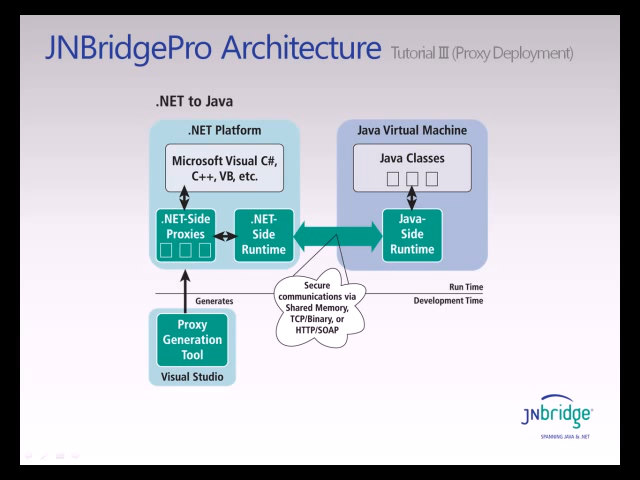 JNBridgePro Architecture Tutorial III (Proxy Deployment)
.NET to Java
.NET Platform
Java Virtual Machine
Microsoft Visual C#,
C++, VB, etc.
Java Classes
.NET-Side
Proxies
.NET-
Side
Runtime
Java-
Side
Runtime
Secure
communications via
Shared Memory,
TCP/Binary, or
HTTP/SOAP
Run Time
Development Time
Generates
Proxy
Generation
Tool
Visual Studio
JNbridge
SPANNING JAVA & .NET